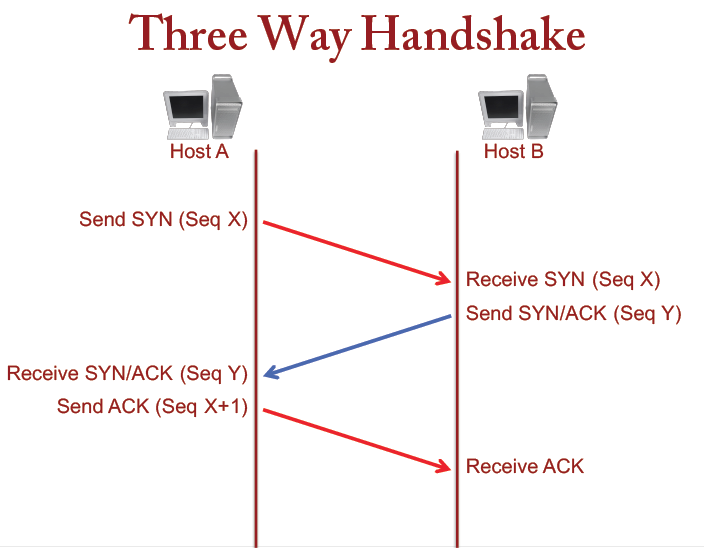 Three Way Handshake
Host A
Host B
Send SYN (Seq X)
Receive SYN (Seq X)
Send SYN/ACK (Seq Y)
Receive SYN/ACK (Seq Y)
Send ACK (Seq X+1)
Receive ACK